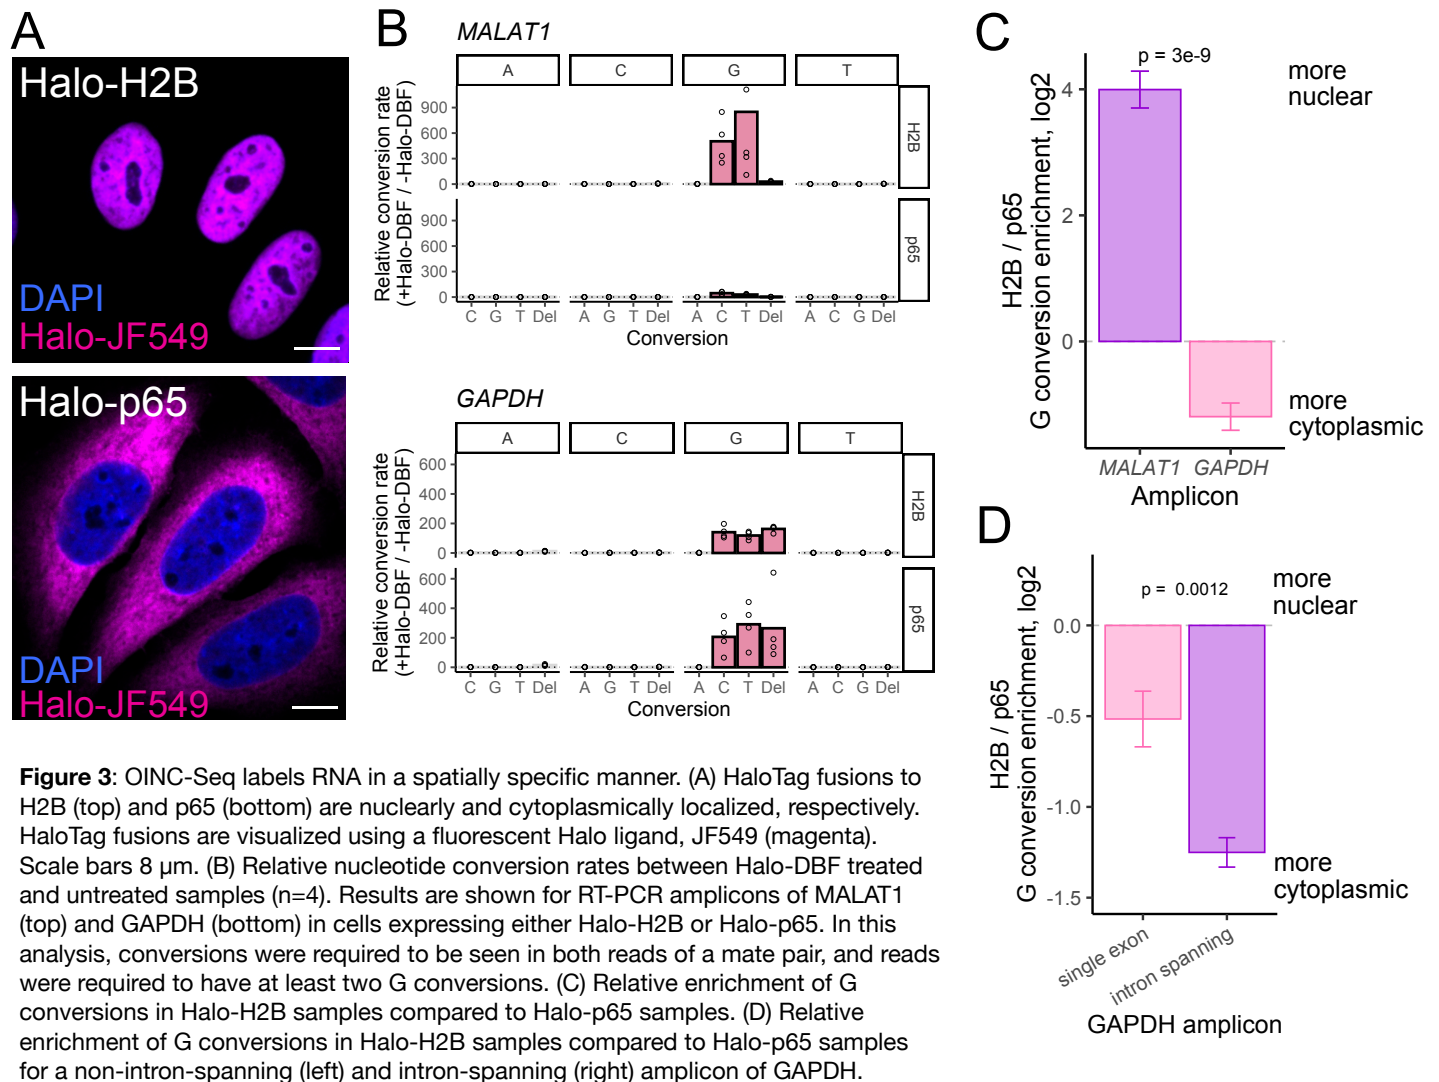 A
Halo-H2B
DAPI
Halo-JF549
Halo-p65
DAPI
Halo-JF549
B
MALAT1
A C G T
Relative conversion rate
(+Halo-DBF / -Halo-DBF)
900
600
300
0
H2B
900
600
300
0
p65
C G T Del A G T Del A C T Del A C G Del
Conversion
GAPDH
A C G T
Relative conversion rate
(+Halo-DBF / -Halo-DBF)
600
400
200
0
H2B
600
400
200
0
p65
C G T Del A G T Del A C T Del A C G Del
Conversion
C
p = 3e-9
more
nuclear
H2B / p65
G conversion enrichment, log2
4
2
0
more
cytoplasmic
MALAT1 GAPDH
Amplicon
D
p = 0.0012
more
nuclear
H2B / p65
G conversion enrichment, log2
0.0
-0.5
-1.0
-1.5
more
cytoplasmic
single exon
intron spanning
GAPDH amplicon
Figure 3: OINC-Seq labels RNA in a spatially specific manner. (A) HaloTag fusions to
H2B (top) and p65 (bottom) are nuclearly and cytoplasmically localized, respectively.
HaloTag fusions are visualized using a fluorescent Halo ligand, JF549 (magenta).
Scale bars 8 µm. (B) Relative nucleotide conversion rates between Halo-DBF treated
and untreated samples (n=4). Results are shown for RT-PCR amplicons of MALAT1
(top) and GAPDH (bottom) in cells expressing either Halo-H2B or Halo-p65. In this
analysis, conversions were required to be seen in both reads of a mate pair, and reads
were required to have at least two G conversions. (C) Relative enrichment of G
conversions in Halo-H2B samples compared to Halo-p65 samples. (D) Relative
enrichment of G conversions in Halo-H2B samples compared to Halo-p65 samples
for a non-intron-spanning (left) and intron-spanning (right) amplicon of GAPDH.